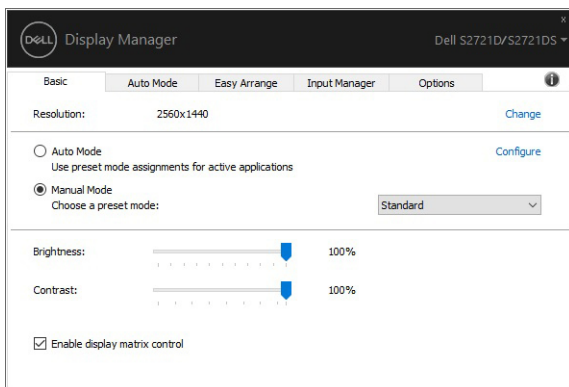 DELL Display Manager
x
Dell S2721D/S2721DS
Basic Auto Mode Easy Arrange Input Manager Options i
Resolution: 2560x1440 Change
Auto Mode Configure
Use preset mode assignments for active applications
Manual Mode
Choose a preset mode: Standard
Brightness: 100%
Contrast: 100%
Enable display matrix control